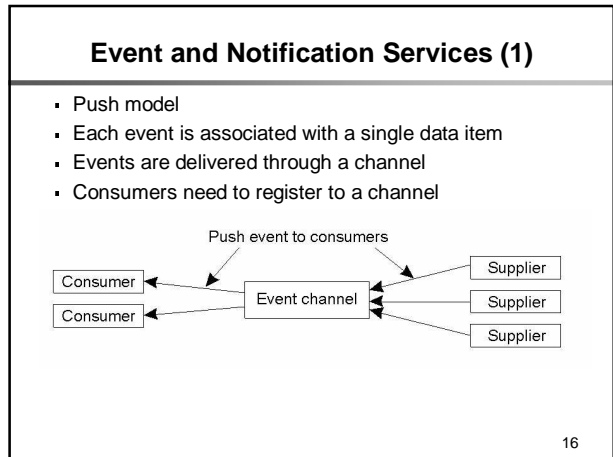 Event and Notification Services (1)
▪ Push model
▪ Each event is associated with a single data item
▪ Events are delivered through a channel
▪ Consumers need to register to a channel
Push event to consumers
Consumer
Consumer
Event channel
Supplier
Supplier
Supplier
16